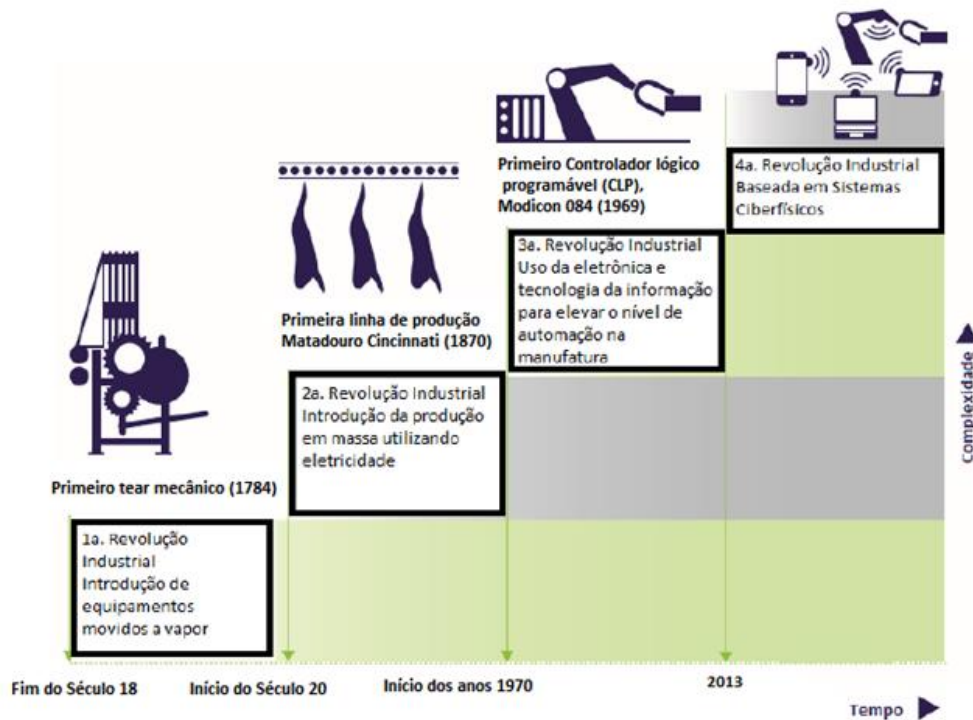 Primeiro tear mecânico (1784)
1a. Revolução
Industrial
Introdução de
equipamentos
movidos a vapor
Primeira linha de produção
Matadouro Cincinnati (1870)
2a. Revolução Industrial
Introdução da produção
em massa utilizando
eletricidade
Primeiro Controlador lógico
programável (CLP),
Modicon 084 (1969)
3a. Revolução Industrial
Uso da eletrônica e
tecnologia da informação
para elevar o nível de
automação na
manufatura
4a. Revolução Industrial
Baseada em Sistemas
Ciberfísicos
Complexidade
Fim do Século 18
Início do Século 20
Início dos anos 1970
2013
Tempo